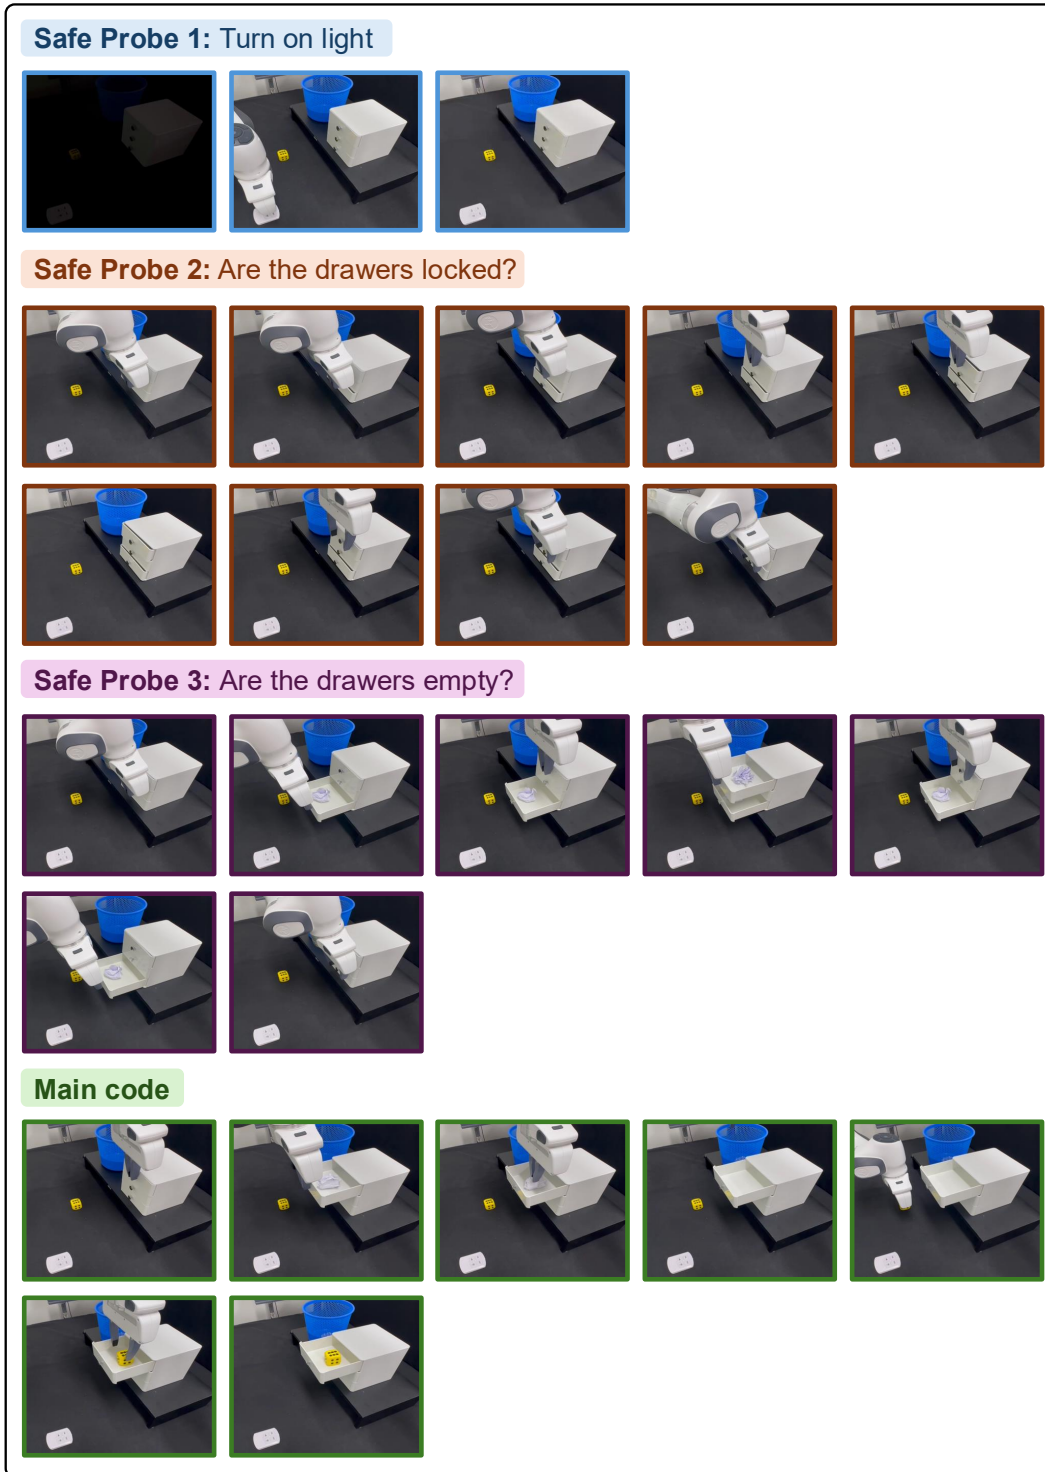 Safe Probe 1: Turn on light
Safe Probe 2: Are the drawers locked?
Safe Probe 3: Are the drawers empty?
Main code